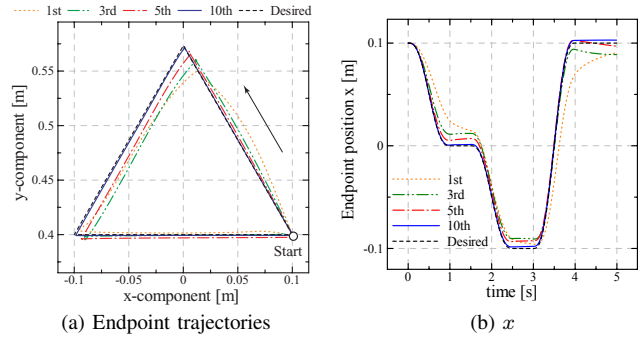 1st 3rd 5th 10th Desired
0.55
0.5
0.45
0.4
y-component [m]
Start
-0.1 -0.05 0 0.05 0.1
x-component [m]
(a) Endpoint trajectories
0.1
0
-0.1
Endpoint position x [m]
1st
3rd
5th
10th
Desired
0 1 2 3 4 5
time [s]
(b) x